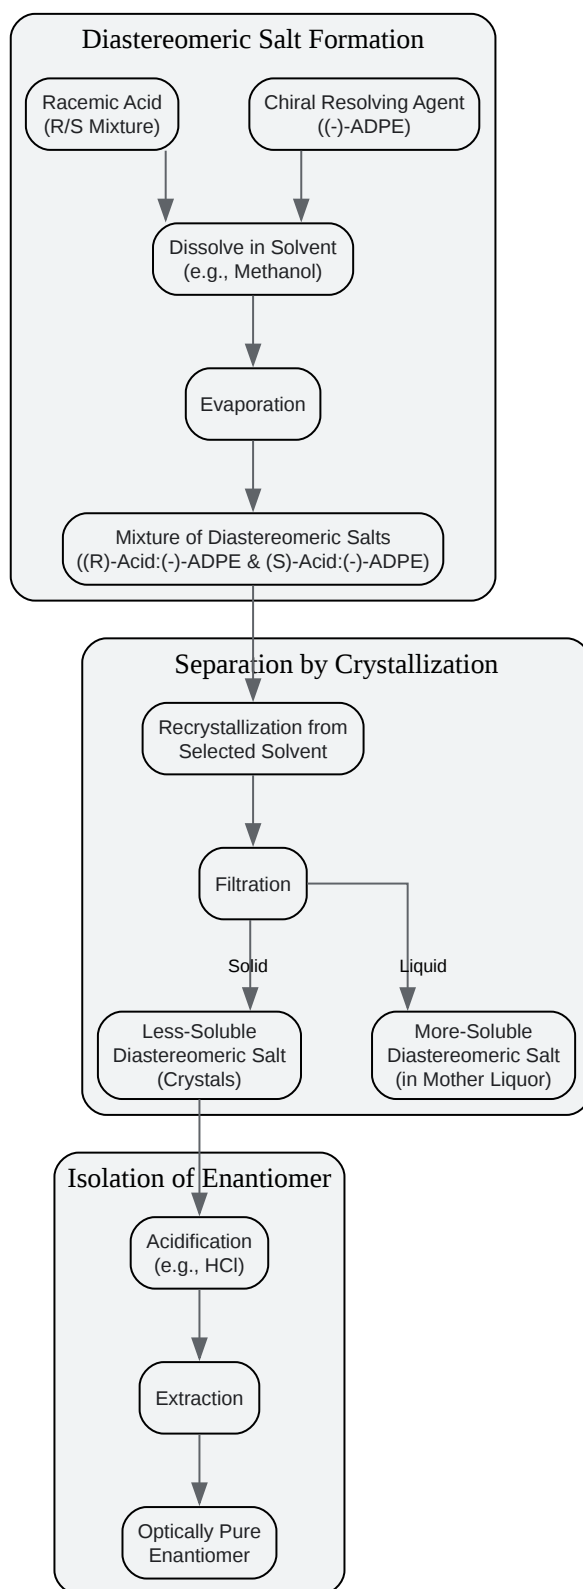 Diastereomeric Salt Formation
Racemic Acid
(R/S Mixture)
Chiral Resolving Agent
((-)-ADPE)
Dissolve in Solvent
(e.g., Methanol)
Evaporation
Mixture of Diastereomeric Salts
((R)-Acid:(-)-ADPE & (S)-Acid:(-)-ADPE)
Separation by Crystallization
Recrystallization from
Selected Solvent
Filtration
Solid
Liquid
Less-Soluble
Diastereomeric Salt
(Crystals)
More-Soluble
Diastereomeric Salt
(in Mother Liquor)
Isolation of Enantiomer
Acidification
(e.g., HCl)
Extraction
Optically Pure
Enantiomer